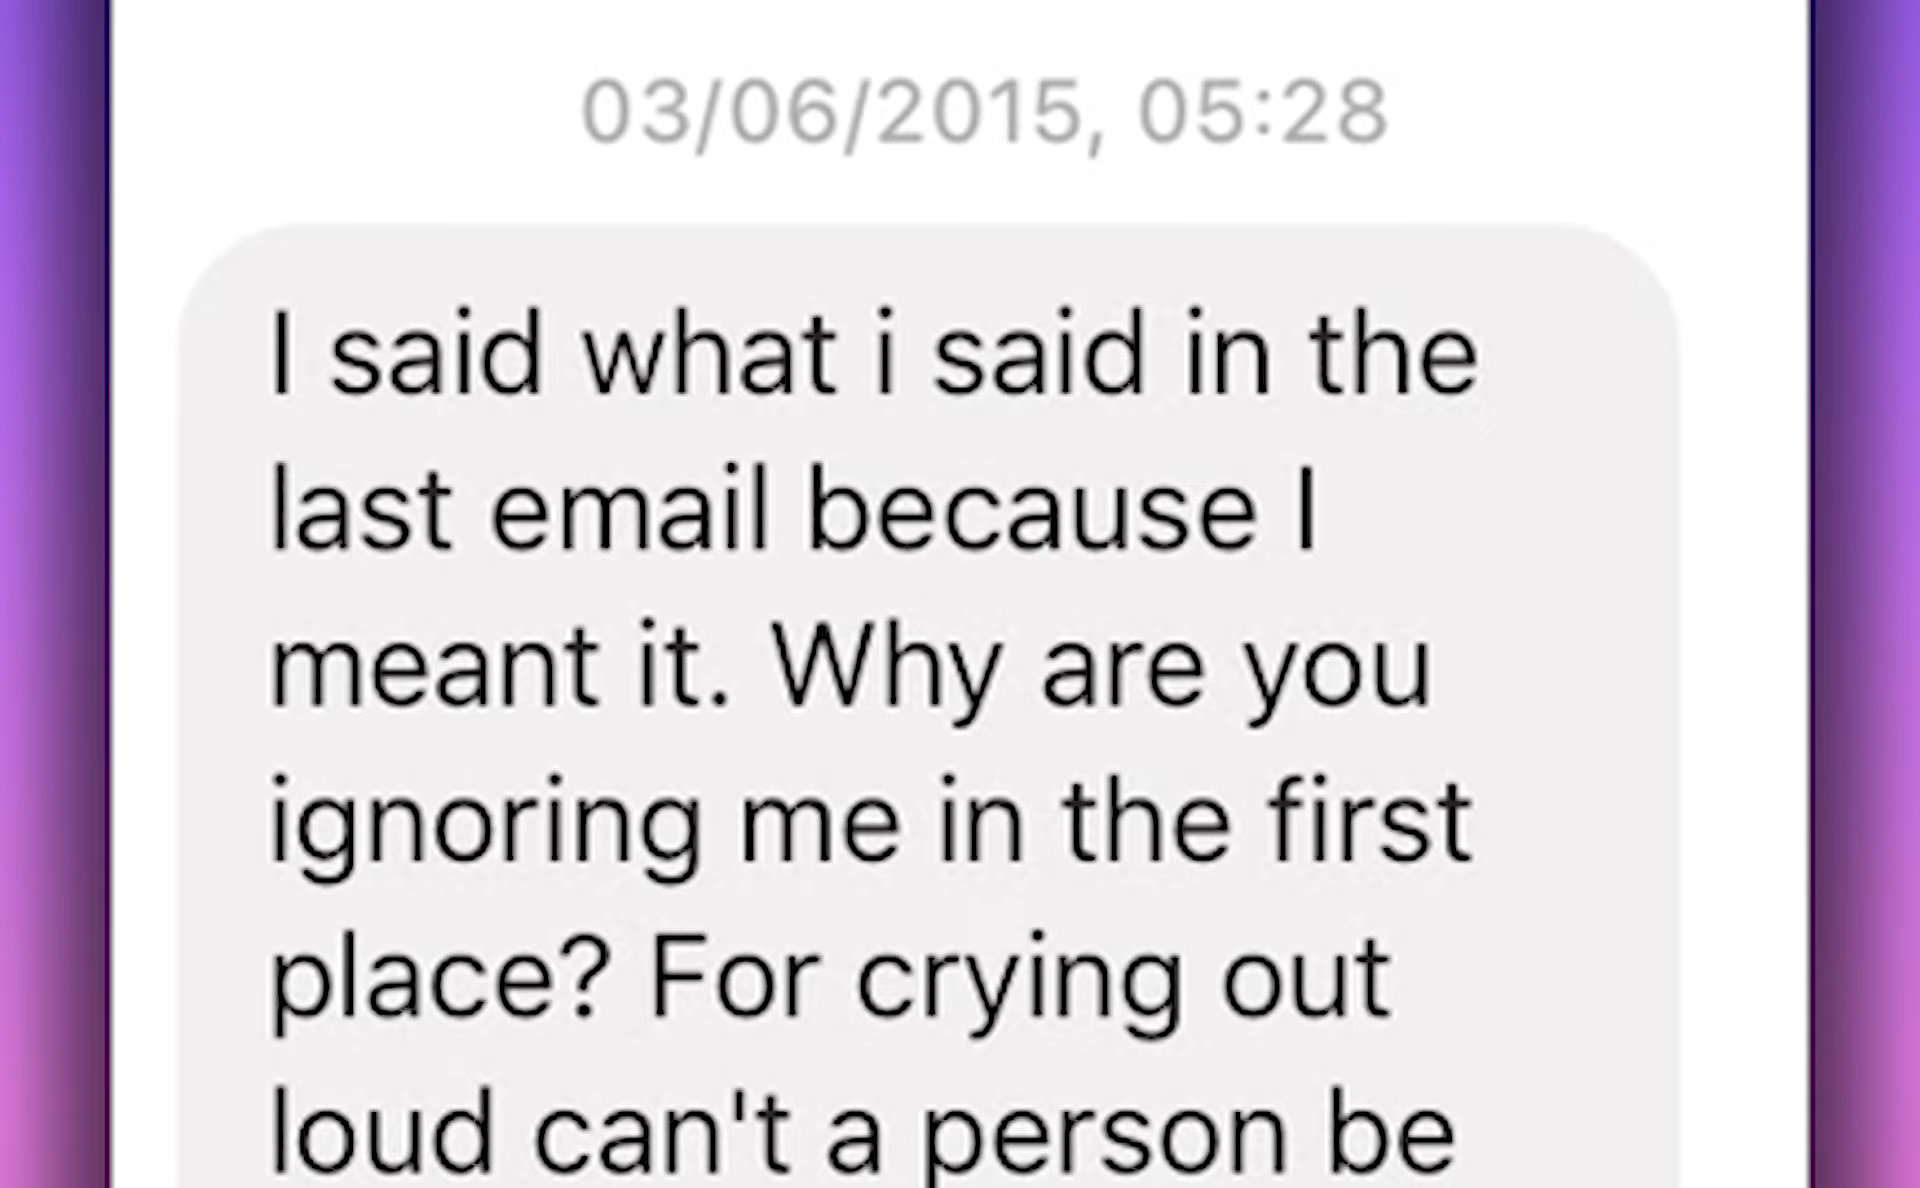 03/06/2015, 05:28
I said what i said in the
last email because I
meant it. Why are you
ignoring me in the first
place? For crying out
loud can't a person be